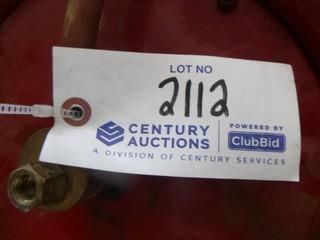 LOT NO
2112
CENTURY
AUCTIONS
POWERED BY
ClubBid
A DIVISION OF CENTURY SERVICES